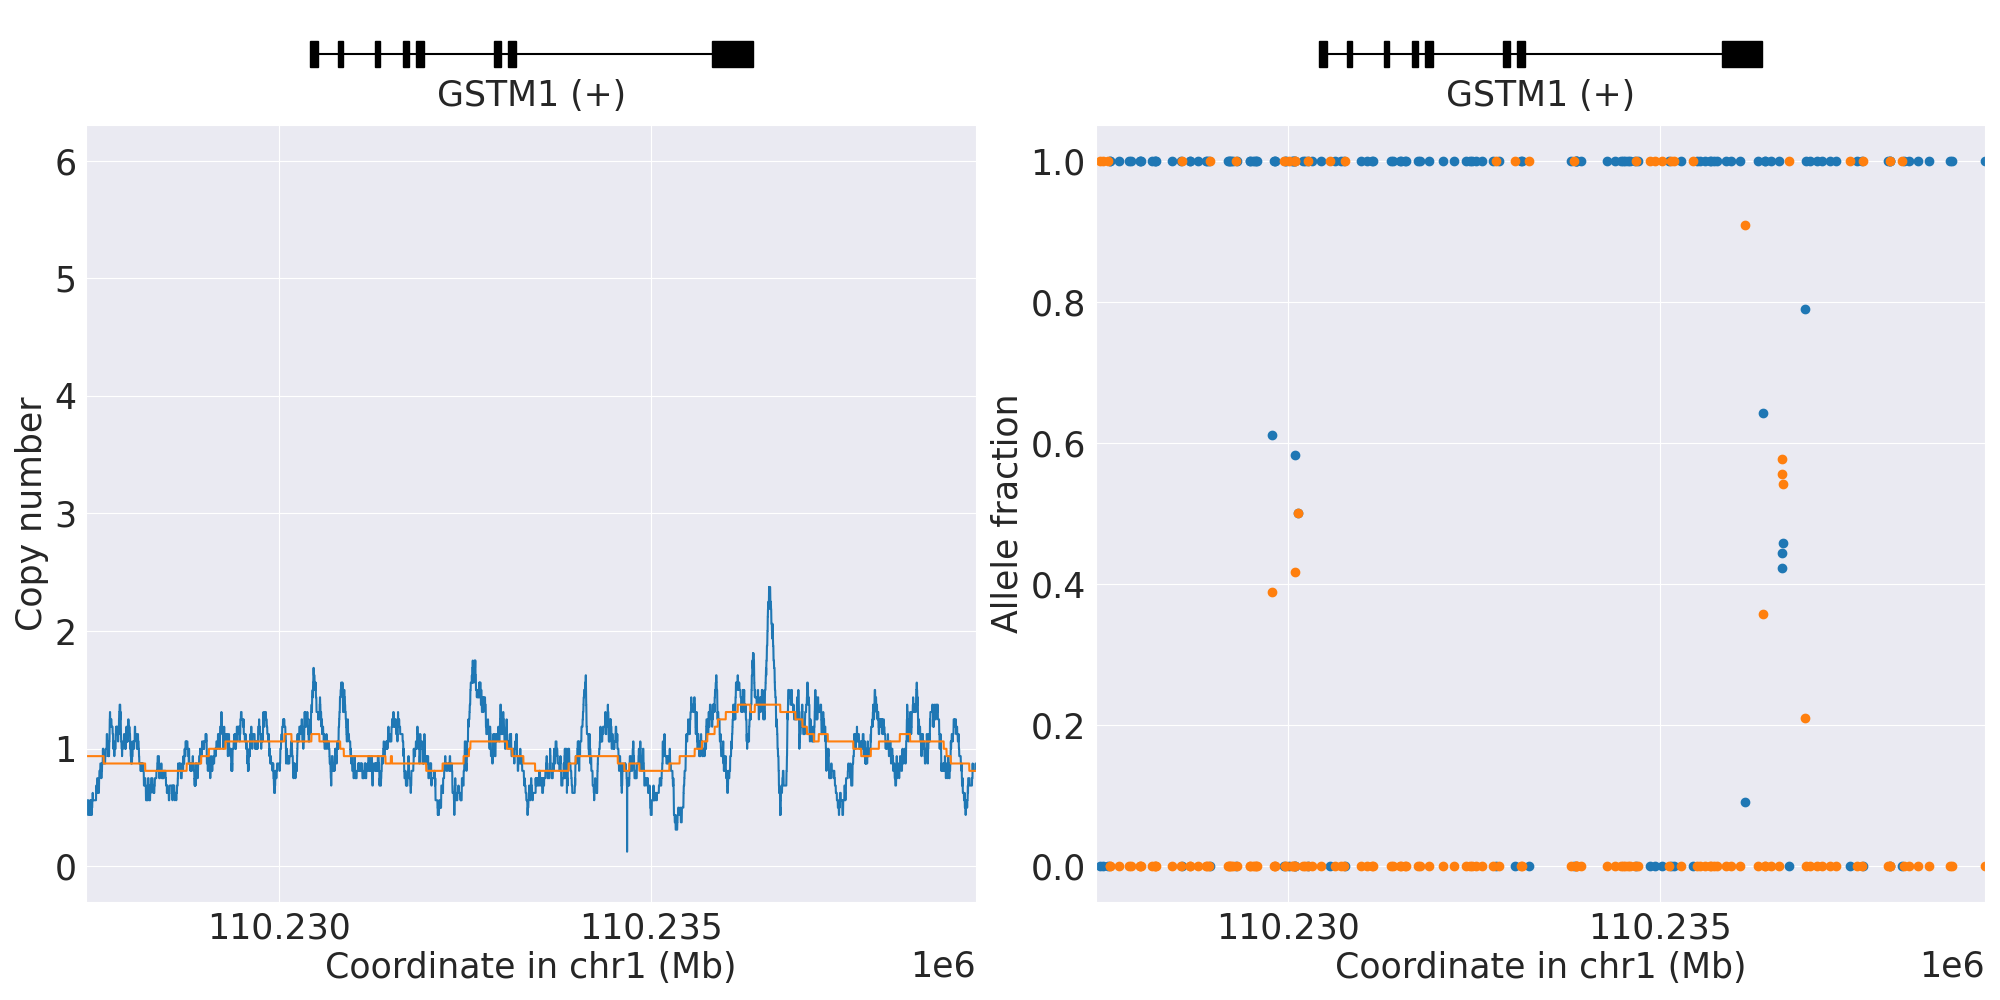 GSTM1 (+)
GSTM1 (+)
6
5
4
3
2
1
0
Copy number
110.230
110.235
Coordinate in chr1 (Mb)
1e6
1.0
0.8
0.6
0.4
0.2
0.0
Allele fraction
110.230
110.235
Coordinate in chr1 (Mb)
1e6